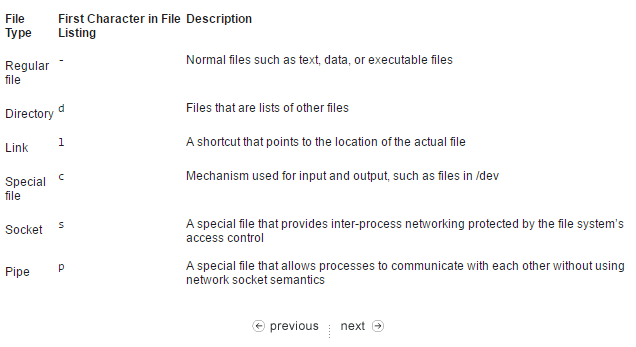 File Type First Character in File Listing Description
Regular file - Normal files such as text, data, or executable files
Directory d Files that are lists of other files
Link l A shortcut that points to the location of the actual file
Special file c Mechanism used for input and output, such as files in /dev
Socket s A special file that provides inter-process networking protected by the file system's access control
Pipe p A special file that allows processes to communicate with each other without using network socket semantics
previous next